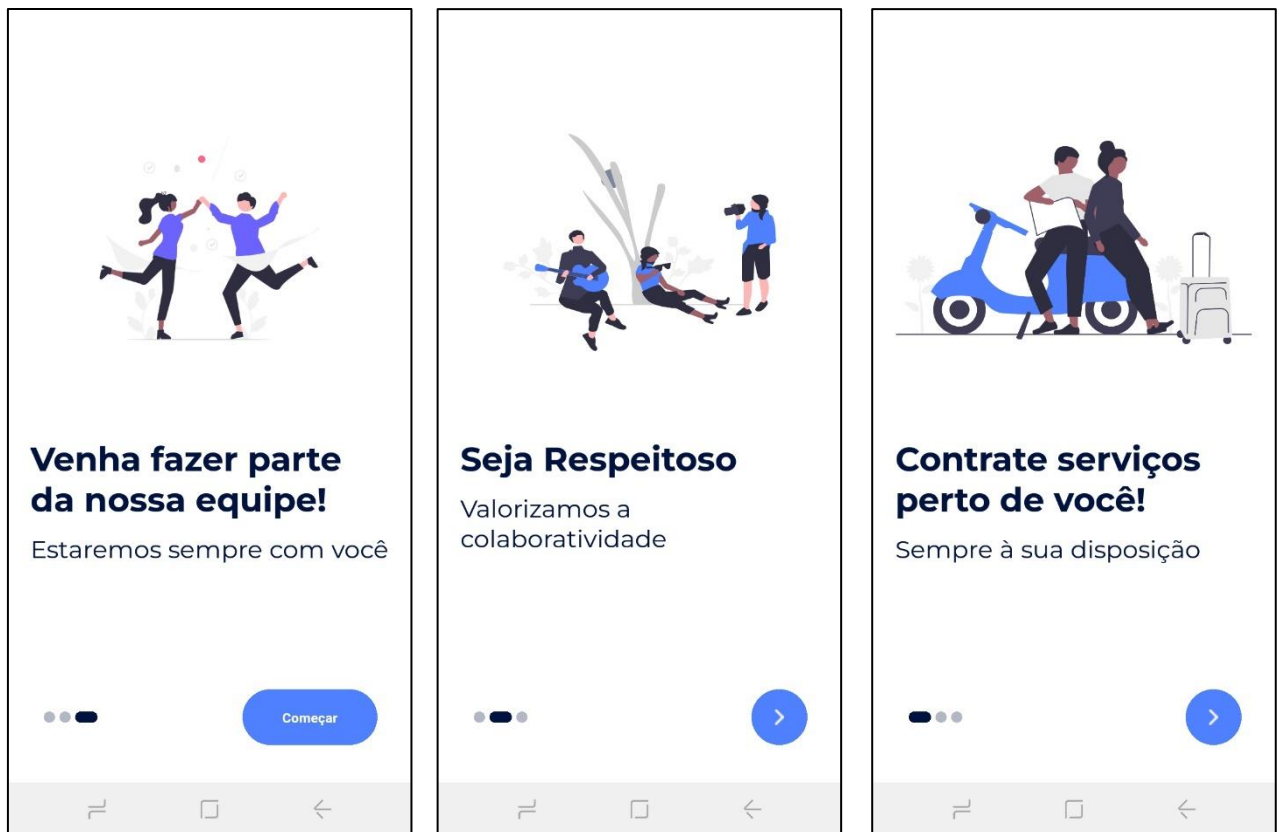 Venha fazer parte
da nossa equipe!
Estaremos sempre com você
Começar
Seja Respeitoso
Valorizamos a
colaboratividade
Contrate serviços
perto de você!
Sempre à sua disposição